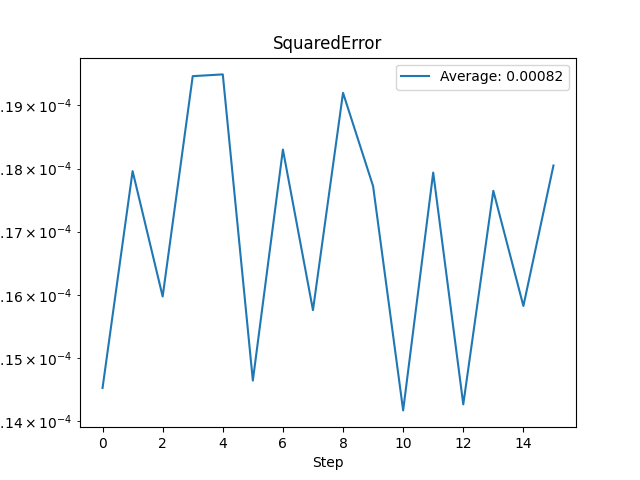 SquaredError
Average: 0.00082
.19 × 10⁻⁴
.18 × 10⁻⁴
.17 × 10⁻⁴
.16 × 10⁻⁴
.15 × 10⁻⁴
.14 × 10⁻⁴
0 2 4 6 8 10 12 14
Step